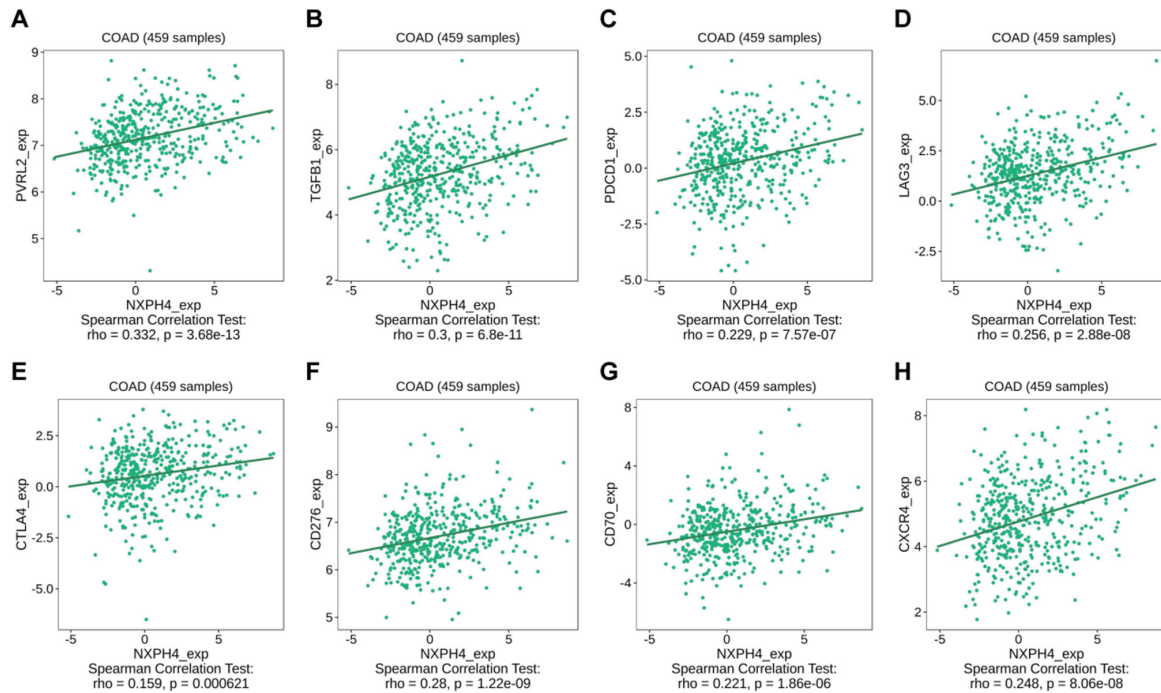 A
COAD (459 samples)
PVRL2_exp
9
8
7
6
5
-5
0
5
NXPH4_exp
Spearman Correlation Test:
rho = 0.332, p = 3.68e-13
B
COAD (459 samples)
TGFB1_exp
8
6
4
2
-5
0
5
NXPH4_exp
Spearman Correlation Test:
rho = 0.3, p = 6.8e-11
C
COAD (459 samples)
PDCD1_exp
5.0
2.5
0.0
-2.5
-5.0
-5
0
5
NXPH4_exp
Spearman Correlation Test:
rho = 0.229, p = 7.57e-07
D
COAD (459 samples)
LAG3_exp
5.0
2.5
0.0
-2.5
-5
0
5
NXPH4_exp
Spearman Correlation Test:
rho = 0.256, p = 2.88e-08
E
COAD (459 samples)
CTLA4_exp
2.5
0.0
-2.5
-5.0
-5
0
5
NXPH4_exp
Spearman Correlation Test:
rho = 0.159, p = 0.000621
F
COAD (459 samples)
CD276_exp
9
8
7
6
5
-5
0
5
NXPH4_exp
Spearman Correlation Test:
rho = 0.28, p = 1.22e-09
G
COAD (459 samples)
CD70_exp
8
4
0
-4
-5
0
5
NXPH4_exp
Spearman Correlation Test:
rho = 0.221, p = 1.86e-06
H
COAD (459 samples)
CXCR4_exp
8
6
4
2
-5
0
5
NXPH4_exp
Spearman Correlation Test:
rho = 0.248, p = 8.06e-08